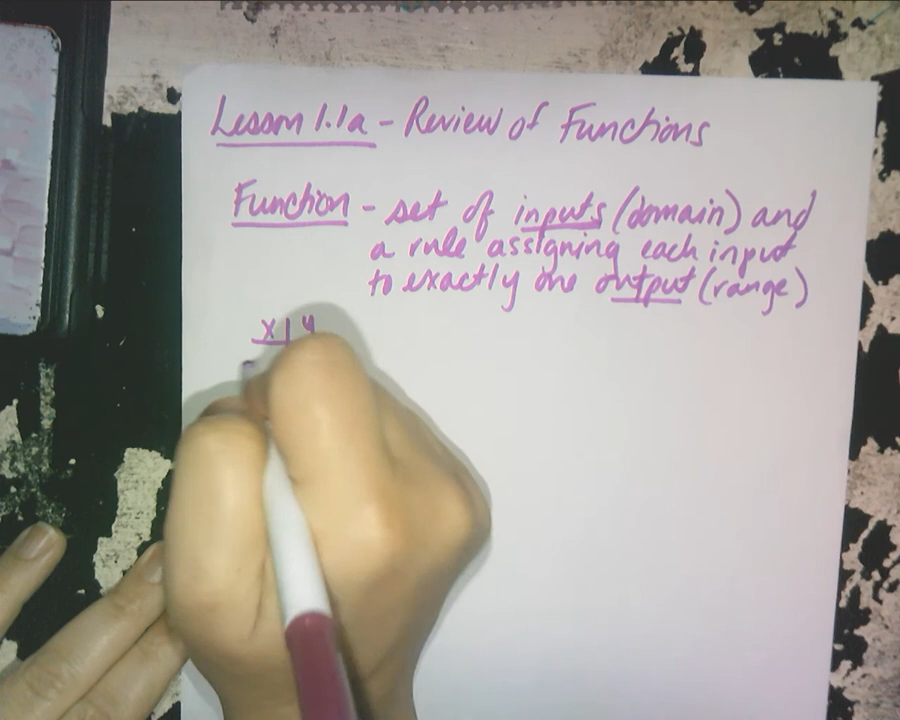 Lesson 1.1a - Review of Functions
Function - set of inputs (domain) and
a rule assigning each input
to exactly one output (range)
x | y